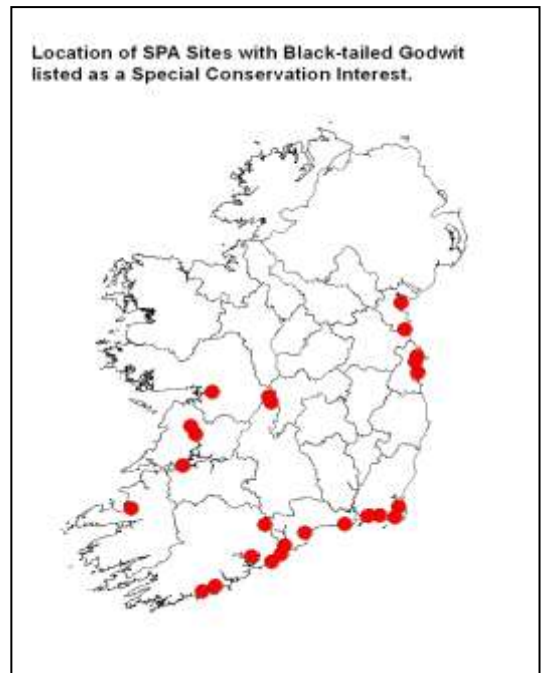 Location of SPA Sites with Black-tailed Godwit
listed as a Special Conservation Interest.